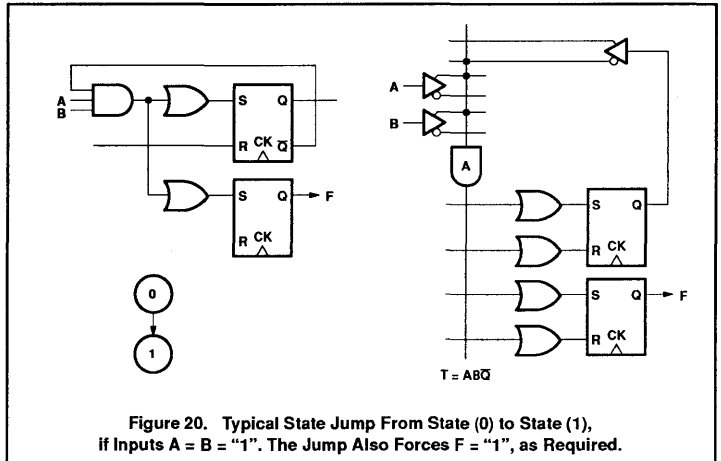 A
B
S Q
R CK Q̅
S Q F
R CK
0
1
A
B
A
S Q
R CK
S Q F
R CK
T = ABQ̅
Figure 20. Typical State Jump From State (0) to State (1),
if Inputs A = B = “1”. The Jump Also Forces F = “1”, as Required.